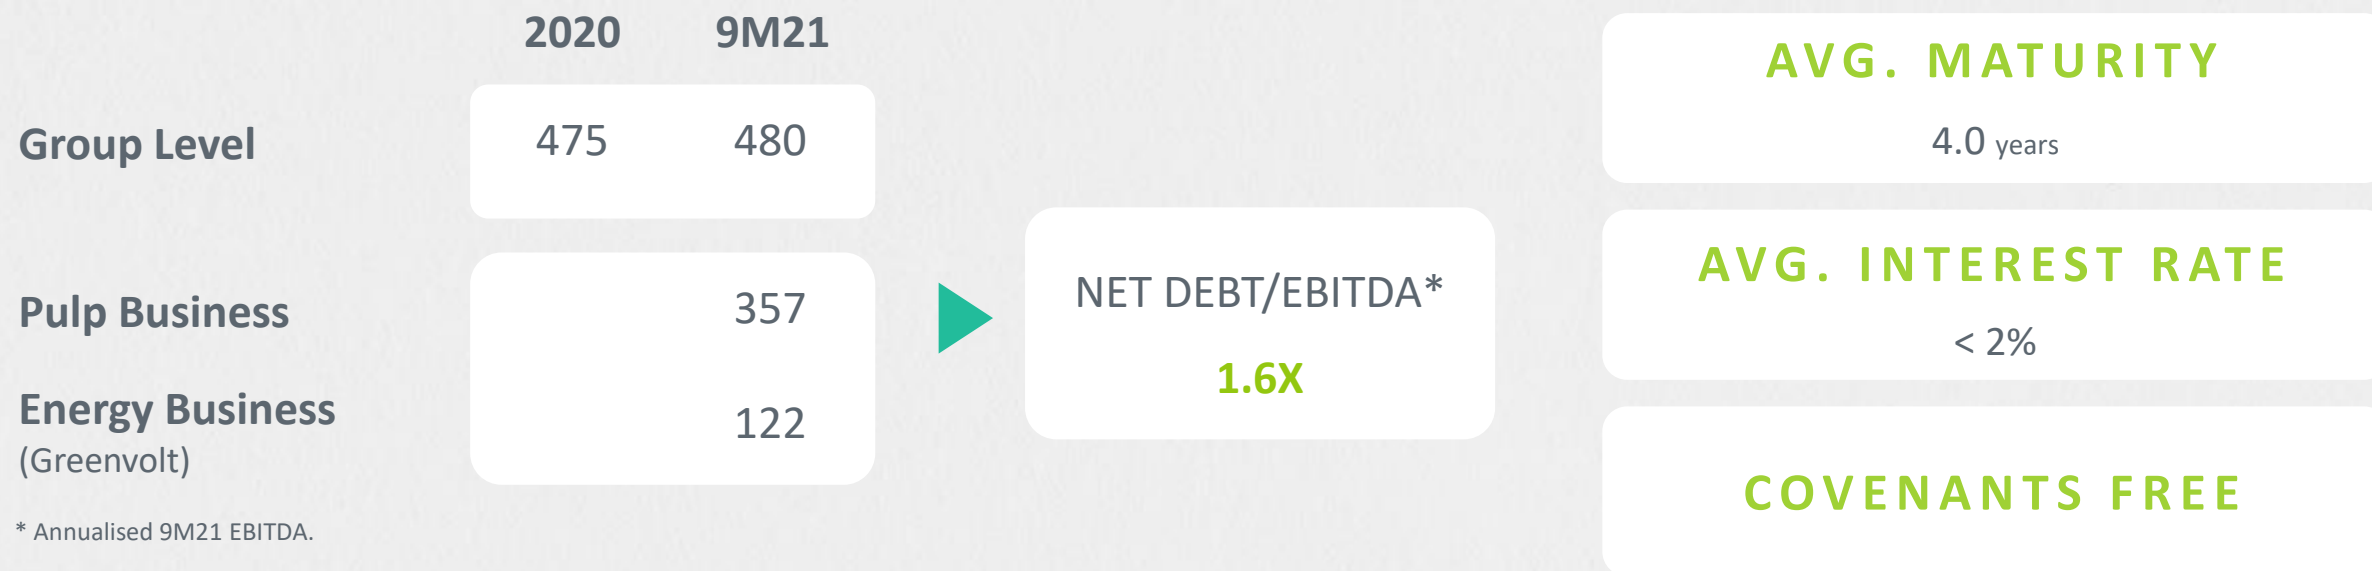 2020 9M21
Group Level 475 480
Pulp Business 357
Energy Business 122
(Greenvolt)
* Annualised 9M21 EBITDA.
NET DEBT/EBITDA*
1.6X
AVG. MATURITY
4.0 years
AVG. INTEREST RATE
< 2%
COVENANTS FREE